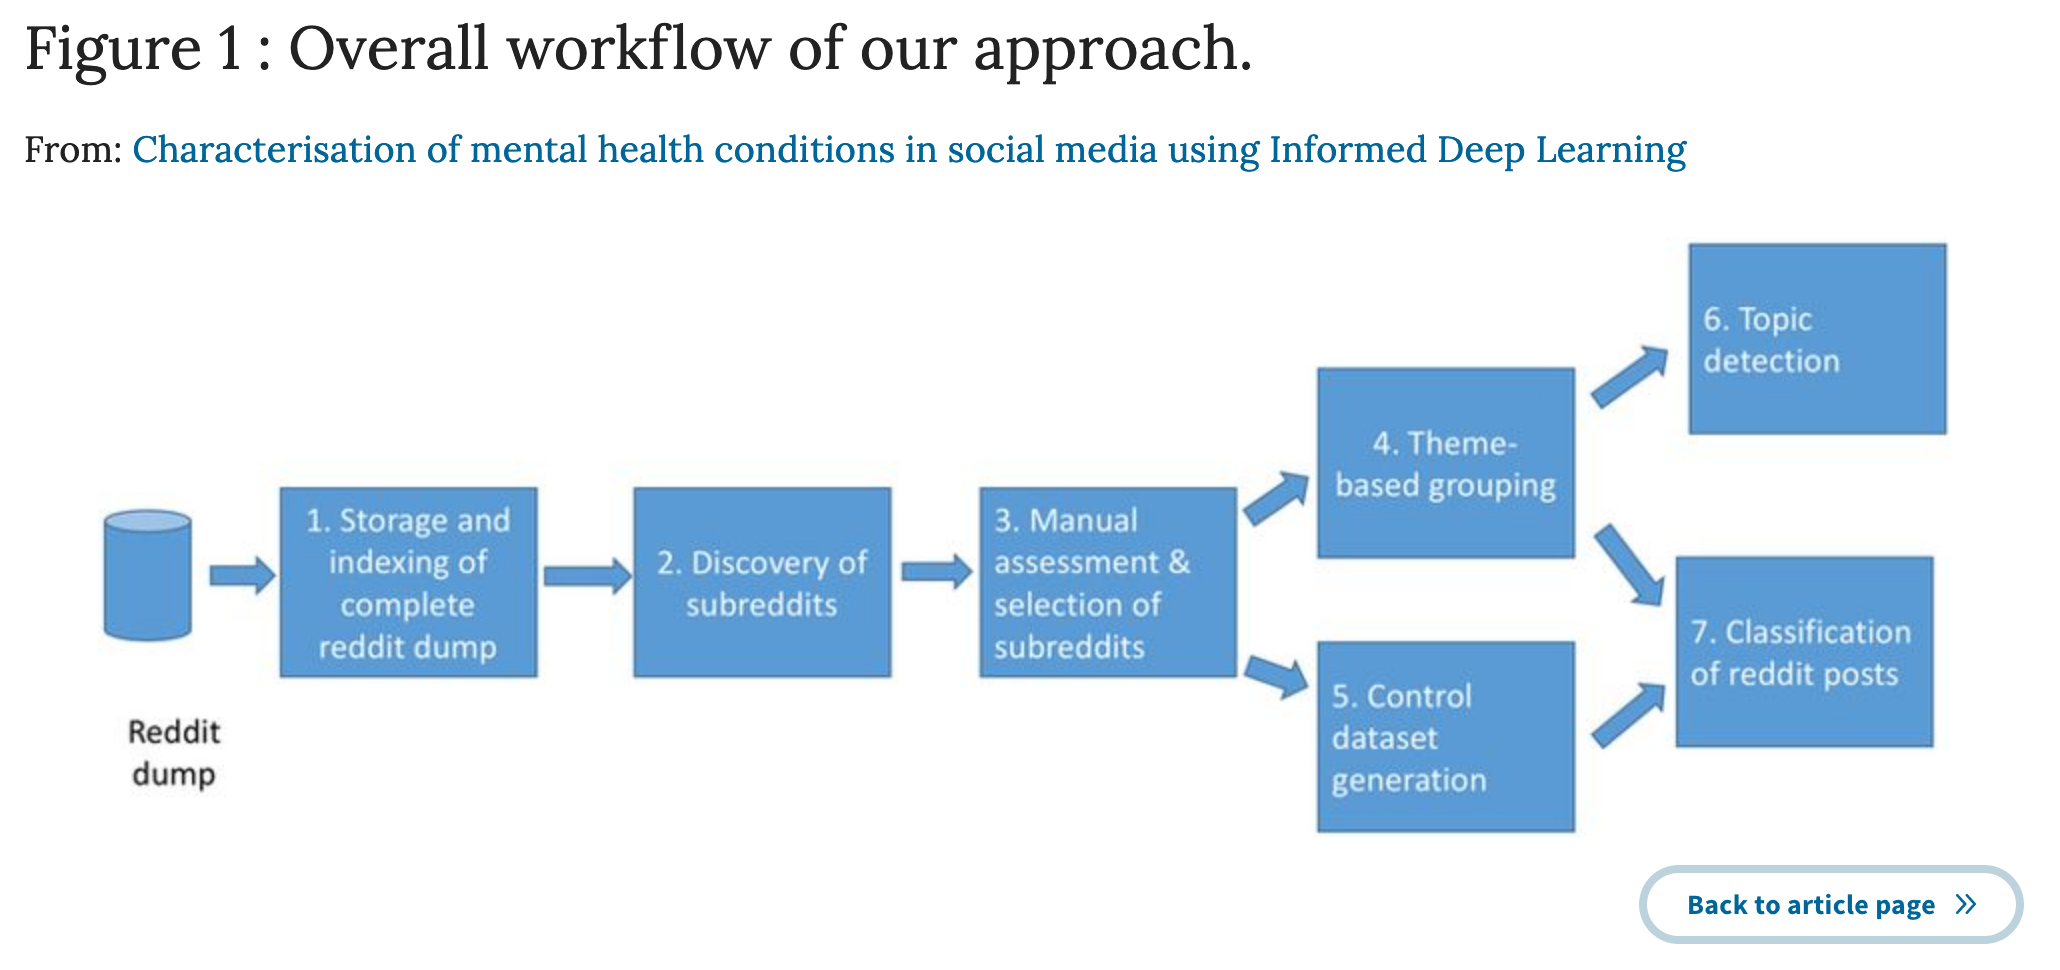 Figure 1 : Overall workflow of our approach.
From: Characterisation of mental health conditions in social media using Informed Deep Learning
Reddit
dump
1. Storage and
indexing of
complete
reddit dump
2. Discovery of
subreddits
3. Manual
assessment &
selection of
subreddits
4. Theme-
based grouping
5. Control
dataset
generation
6. Topic
detection
7. Classification
of reddit posts
Back to article page